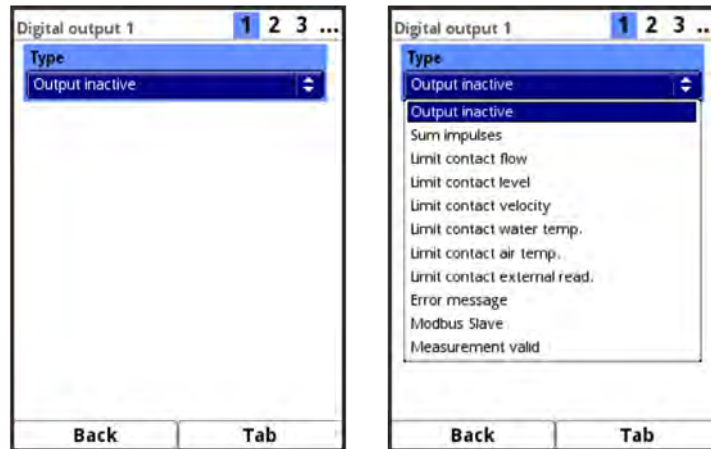 Digital output 1 1 2 3 ...
Type
Output inactive
Back Tab
Digital output 1 1 2 3 ..
Type
Output inactive
Output inactive
Sum impulses
Limit contact flow
Limit contact level
Limit contact velocity
Limit contact water temp.
Limit contact air temp.
Limit contact external read.
Error message
Modbus Slave
Measurement valid
Back Tab